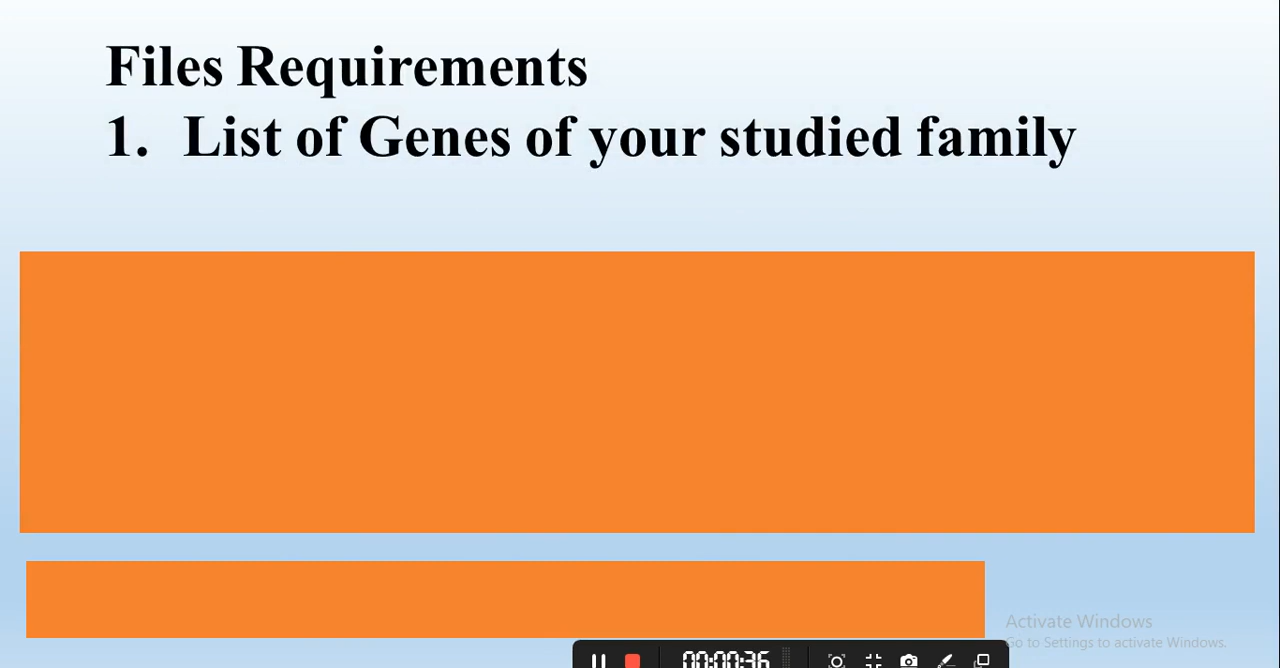 Files Requirements
1. List of Genes of your studied family
Activate Windows
Go to Settings to activate Windows.
00:00:36